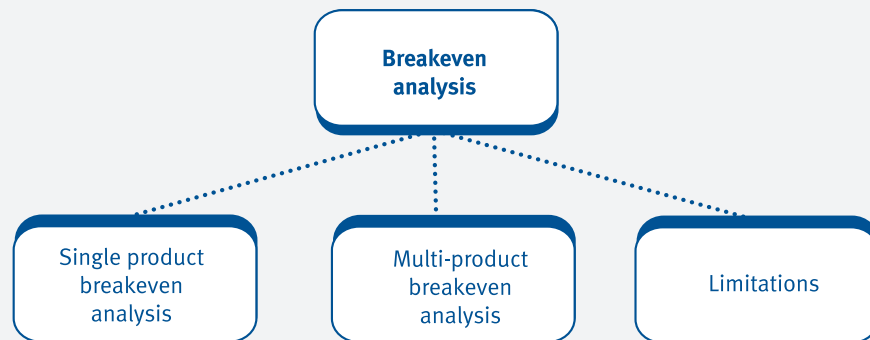 Breakeven
analysis
Single product
breakeven
analysis
Multi-product
breakeven
analysis
Limitations